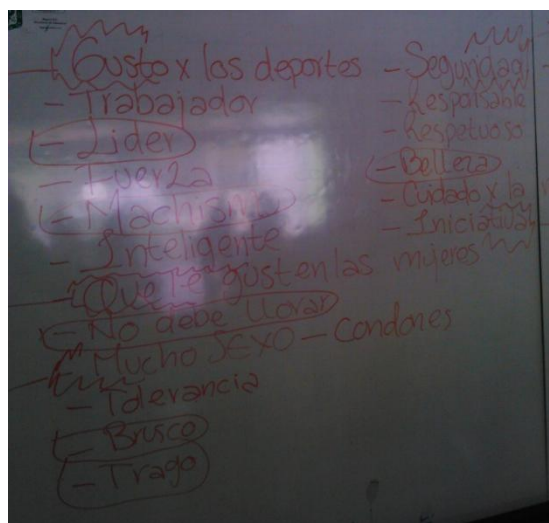 - Gusto x los deportes
- Trabajador
- Lider
- Fuerza
- Machismo
- Inteligente
- Que le gusten las mujeres
- No debe llorar
- Mucho SEXO - Condones
- Tolerancia
- Brusco
- Trago
- Seguridad
- Responsable
- Respetuoso
- Belleza
- Cuidado x la
- Iniciativa